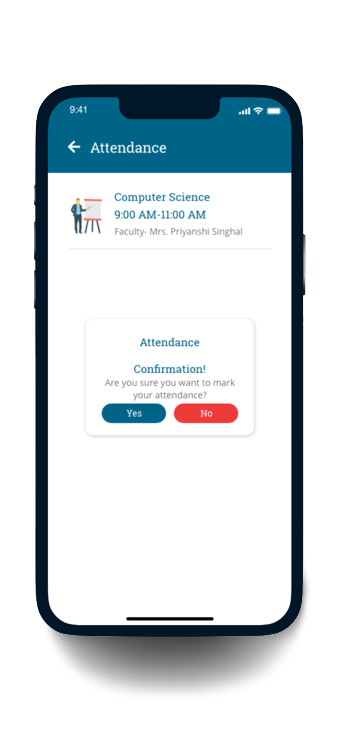 9:41
Attendance
Computer Science
9:00 AM-11:00 AM
Faculty- Mrs. Priyanshi Singhal
Attendance
Confirmation!
Are you sure you want to mark
your attendance?
Yes No